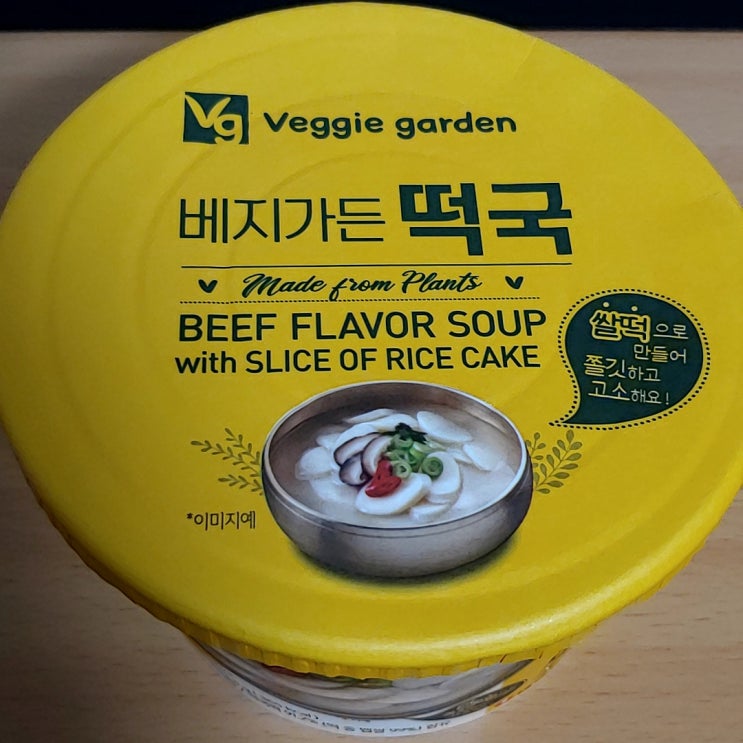 Vg Veggie garden
베지가든 떡국
Made from Plants
BEEF FLAVOR SOUP
with SLICE OF RICE CAKE
쌀떡으로
만들어
쫄깃하고
고소해요!
*이미지예